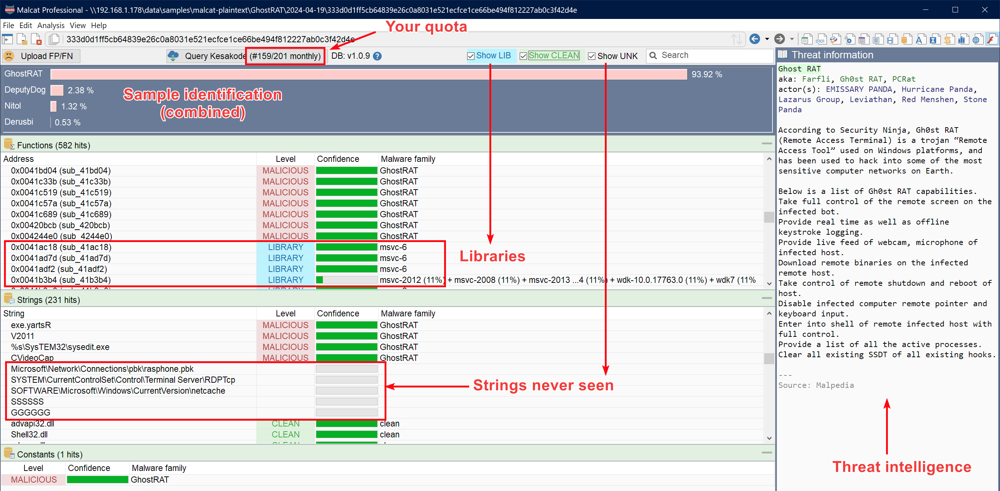 Malcat Professional - \\192.168.1.178\data\samples\malcat-plaintext\GhostRAT\2024-04-19\333d0d1ff5cb64839e26c0a8031e521ecfce1ce66be494f812227ab0c3f42d4e
File Edit Analysis View Help
Your quota
333d0d1ff5cb64839e26c0a8031e521ecfce1ce66be494f812227ab0c3f42d4e
Upload FP/FN
Query Kesakode (#159/201 monthly)
DB: v1.0.9
Show LIB
Show CLEAN
Show UNK
Search
GhostRAT 93.92 %
DeputyDog 2.38 %
Nitol 1.32 %
Derusbi 0.53 %
Sample identification
(combined)
Functions (582 hits)
Address Level Confidence Malware family
0x0041bd04 (sub_41bd04) MALICIOUS GhostRAT
0x0041c33b (sub_41c33b) MALICIOUS GhostRAT
0x0041c519 (sub_41c519) MALICIOUS GhostRAT
0x0041c57a (sub_41c57a) MALICIOUS GhostRAT
0x0041c689 (sub_41c689) MALICIOUS GhostRAT
0x00420bcb (sub_420bcb) MALICIOUS GhostRAT
0x004244e0 (sub_4244e0) MALICIOUS GhostRAT
0x0041ac18 (sub_41ac18) LIBRARY msvc-6
0x0041ad7d (sub_41ad7d) LIBRARY msvc-6
0x0041adf2 (sub_41adf2) LIBRARY msvc-6
0x0041b3b4 (sub_41b3b4) LIBRARY msvc-2012 (11%) + msvc-2008 (11%) + msvc-2013 ...4 (11%) + wdk-10.0.17763.0 (11%) + wdk7 (11%
Libraries
Strings (231 hits)
String Level Confidence Malware family
exe.yartsR MALICIOUS GhostRAT
V2011 MALICIOUS GhostRAT
%s\SysTEM32\sysedit.exe MALICIOUS GhostRAT
CVideoCap MALICIOUS GhostRAT
Microsoft\Network\Connections\pbk\rasphone.pbk
SYSTEM\CurrentControlSet\Control\Terminal Server\RDPTcp
SOFTWARE\Microsoft\Windows\CurrentVersion\netcache
SSSSSS
GGGGGG
Strings never seen
advapi32.dll CLEAN clean
Shell32.dll CLEAN clean
Constants (1 hits)
Level Confidence Malware family
MALICIOUS GhostRAT
Threat information
Ghost RAT
aka: Farfli, Gh0st RAT, PCRat
actor(s): EMISSARY PANDA, Hurricane Panda,
Lazarus Group, Leviathan, Red Menshen, Stone
Panda
According to Security Ninja, Gh0st RAT
(Remote Access Terminal) is a trojan “Remote
Access Tool” used on Windows platforms, and
has been used to hack into some of the most
sensitive computer networks on Earth.
Below is a list of Gh0st RAT capabilities.
Take full control of the remote screen on the
infected bot.
Provide real time as well as offline
keystroke logging.
Provide live feed of webcam, microphone of
infected host.
Download remote binaries on the infected
remote host.
Take control of remote shutdown and reboot of
host.
Disable infected computer remote pointer and
keyboard input.
Enter into shell of remote infected host with
full control.
Provide a list of all the active processes.
Clear all existing SSDT of all existing hooks.
---
Source: Malpedia
Threat intelligence